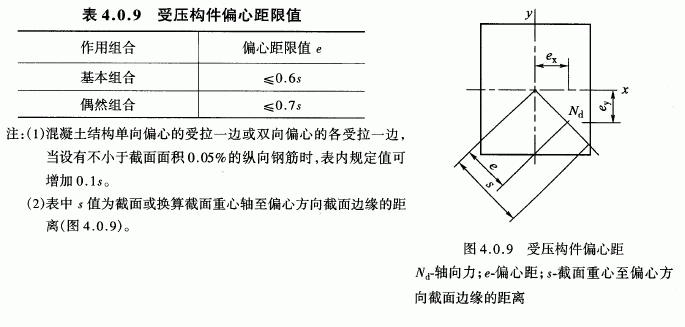 表 4.0.9 受压构件偏心距限值
作用组合 偏心距限值 e
基本组合 ≤0.6s
偶然组合 ≤0.7s
注:(1)混凝土结构单向偏心的受拉一边或双向偏心的各受拉一边,
当设有不小于截面面积 0.05%的纵向钢筋时,表内规定值可
增加 0.1s。
(2)表中 s 值为截面或换算截面重心轴至偏心方向截面边缘的距
离(图 4.0.9)。
y
ex
x
Nd
ey
e
s
图 4.0.9 受压构件偏心距
Nd-轴向力;e-偏心距;s-截面重心至偏心方
向截面边缘的距离